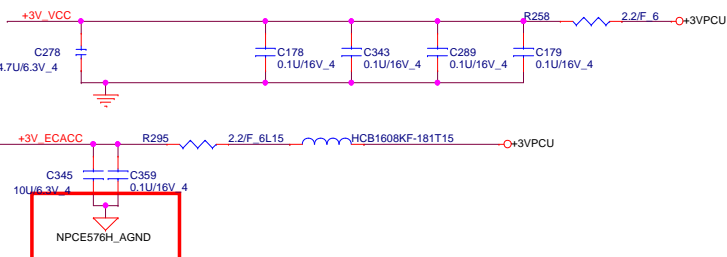 +3V_VCC
R258 2.2/F_6 +3VPCU
C278
4.7U/6.3V_4
C178
0.1U/16V_4
C343
0.1U/16V_4
C289
0.1U/16V_4
C179
0.1U/16V_4
+3V_ECACC R295 2.2/F_6L15 HCB1608KF-181T15 +3VPCU
C345
10U/6.3V_4
C359
0.1U/16V_4
NPCE576H_AGND